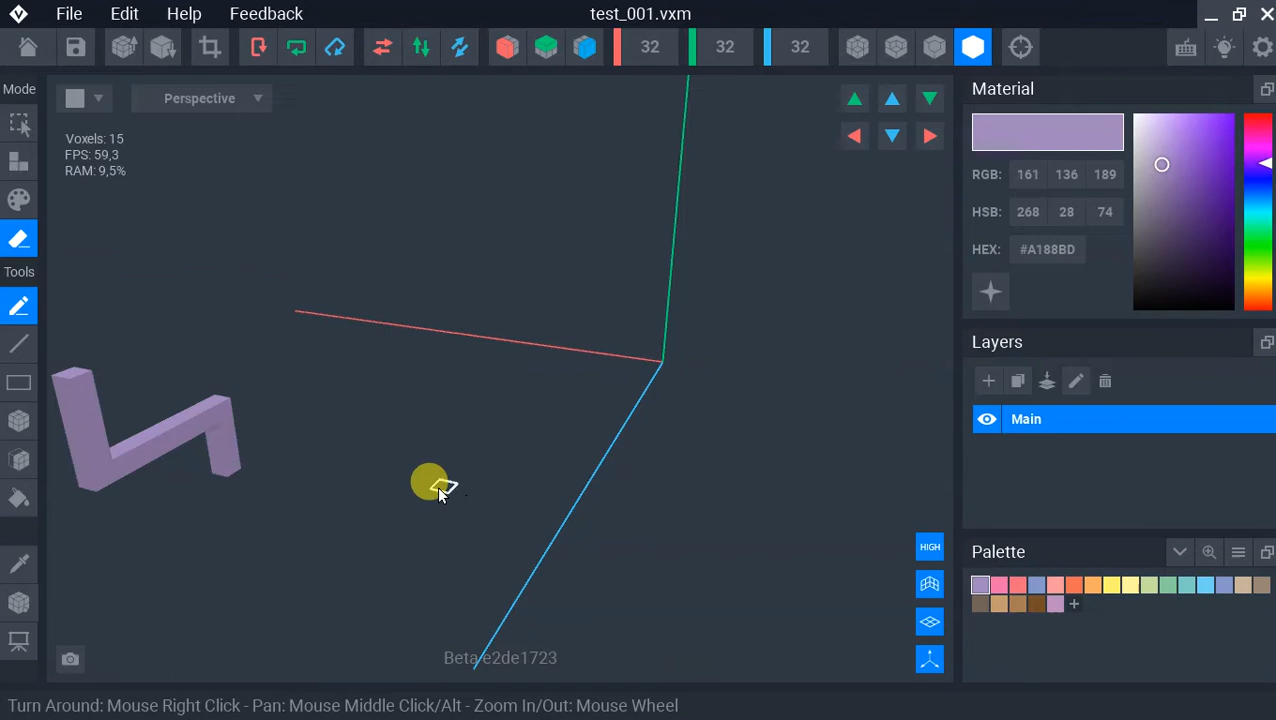 File Edit Help Feedback test_001.vxm
32 32 32
Mode Perspective Material
Voxels: 15
FPS: 59,3
RAM: 9,5%
RGB: 161 136 189
HSB: 268 28 74
HEX: #A188BD
Tools
Layers
Main
HIGH
Palette
Beta e2de1723
Turn Around: Mouse Right Click - Pan: Mouse Middle Click/Alt - Zoom In/Out: Mouse Wheel